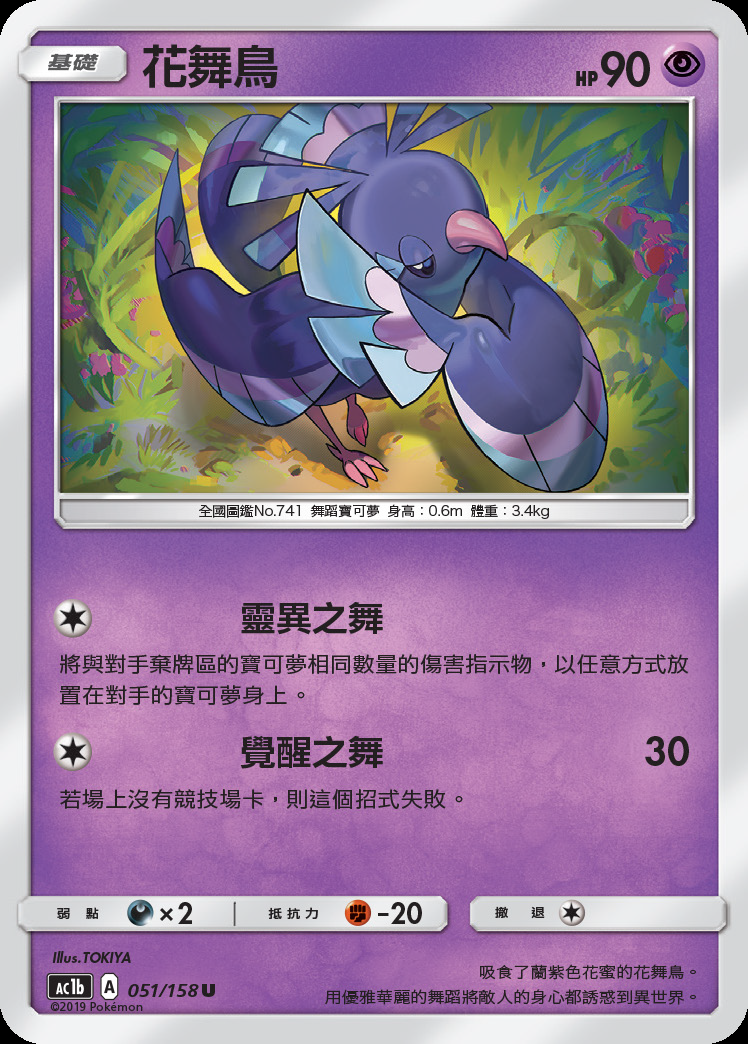 基礎 花舞鳥 HP 90
全國圖鑑No.741 舞蹈寶可夢 身高：0.6m 體重：3.4kg
靈異之舞
將與對手棄牌區的寶可夢相同數量的傷害指示物，以任意方式放
置在對手的寶可夢身上。
覺醒之舞 30
若場上沒有競技場卡，則這個招式失敗。
弱點 ×2 抵抗力 -20 撤退
Illus. TOKIYA
吸食了蘭紫色花蜜的花舞鳥。
AC1b A 051/158 U
用優雅華麗的舞蹈將敵人的身心都誘惑到異世界。
©2019 Pokémon